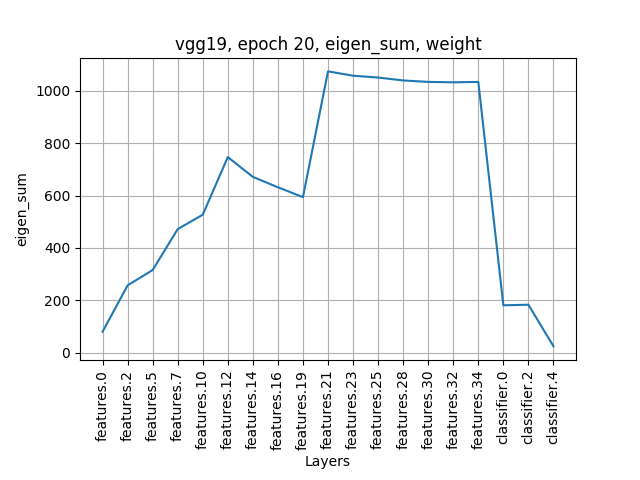 vgg19, epoch 20, eigen_sum, weight
eigen_sum
1000
800
600
400
200
0
features.0
features.2
features.5
features.7
features.10
features.12
features.14
features.16
features.19
features.21
features.23
features.25
features.28
features.30
features.32
features.34
classifier.0
classifier.2
classifier.4
Layers